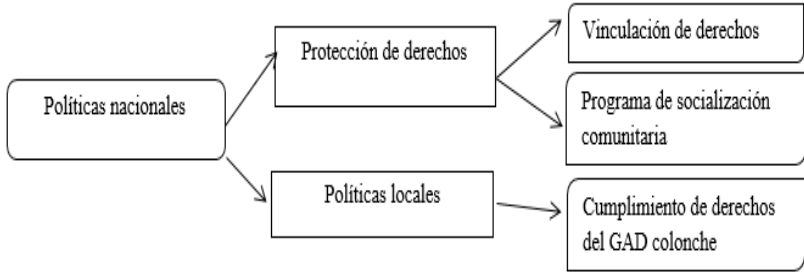 Políticas nacionales
Protección de derechos
Vinculación de derechos
Programa de socialización
comunitaria
Políticas locales
Cumplimiento de derechos
del GAD colonche